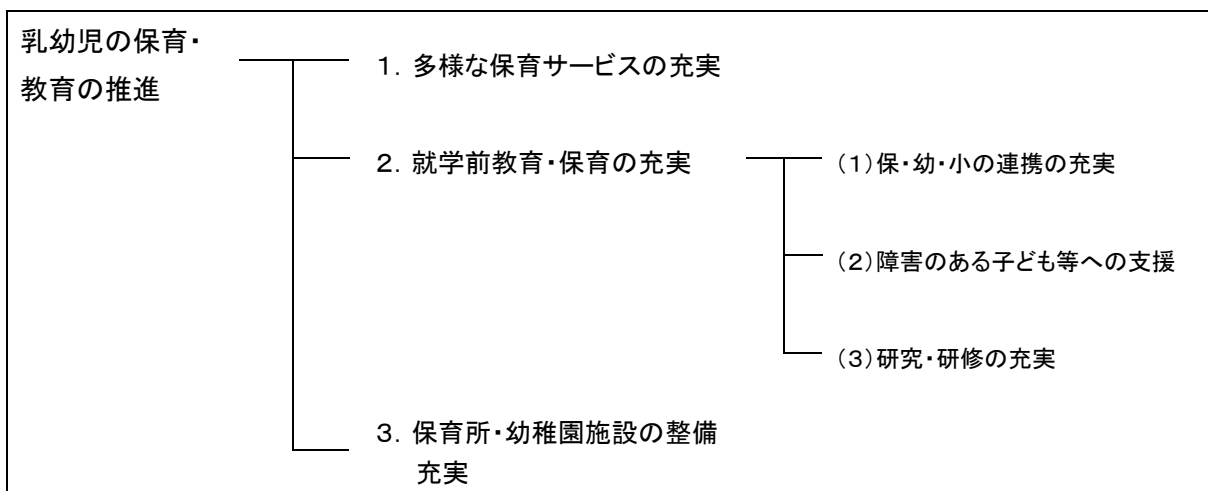 乳幼児の保育・
教育の推進
1．多様な保育サービスの充実
2．就学前教育・保育の充実
（1）保・幼・小の連携の充実
（2）障害のある子ども等への支援
（3）研究・研修の充実
3．保育所・幼稚園施設の整備
充実